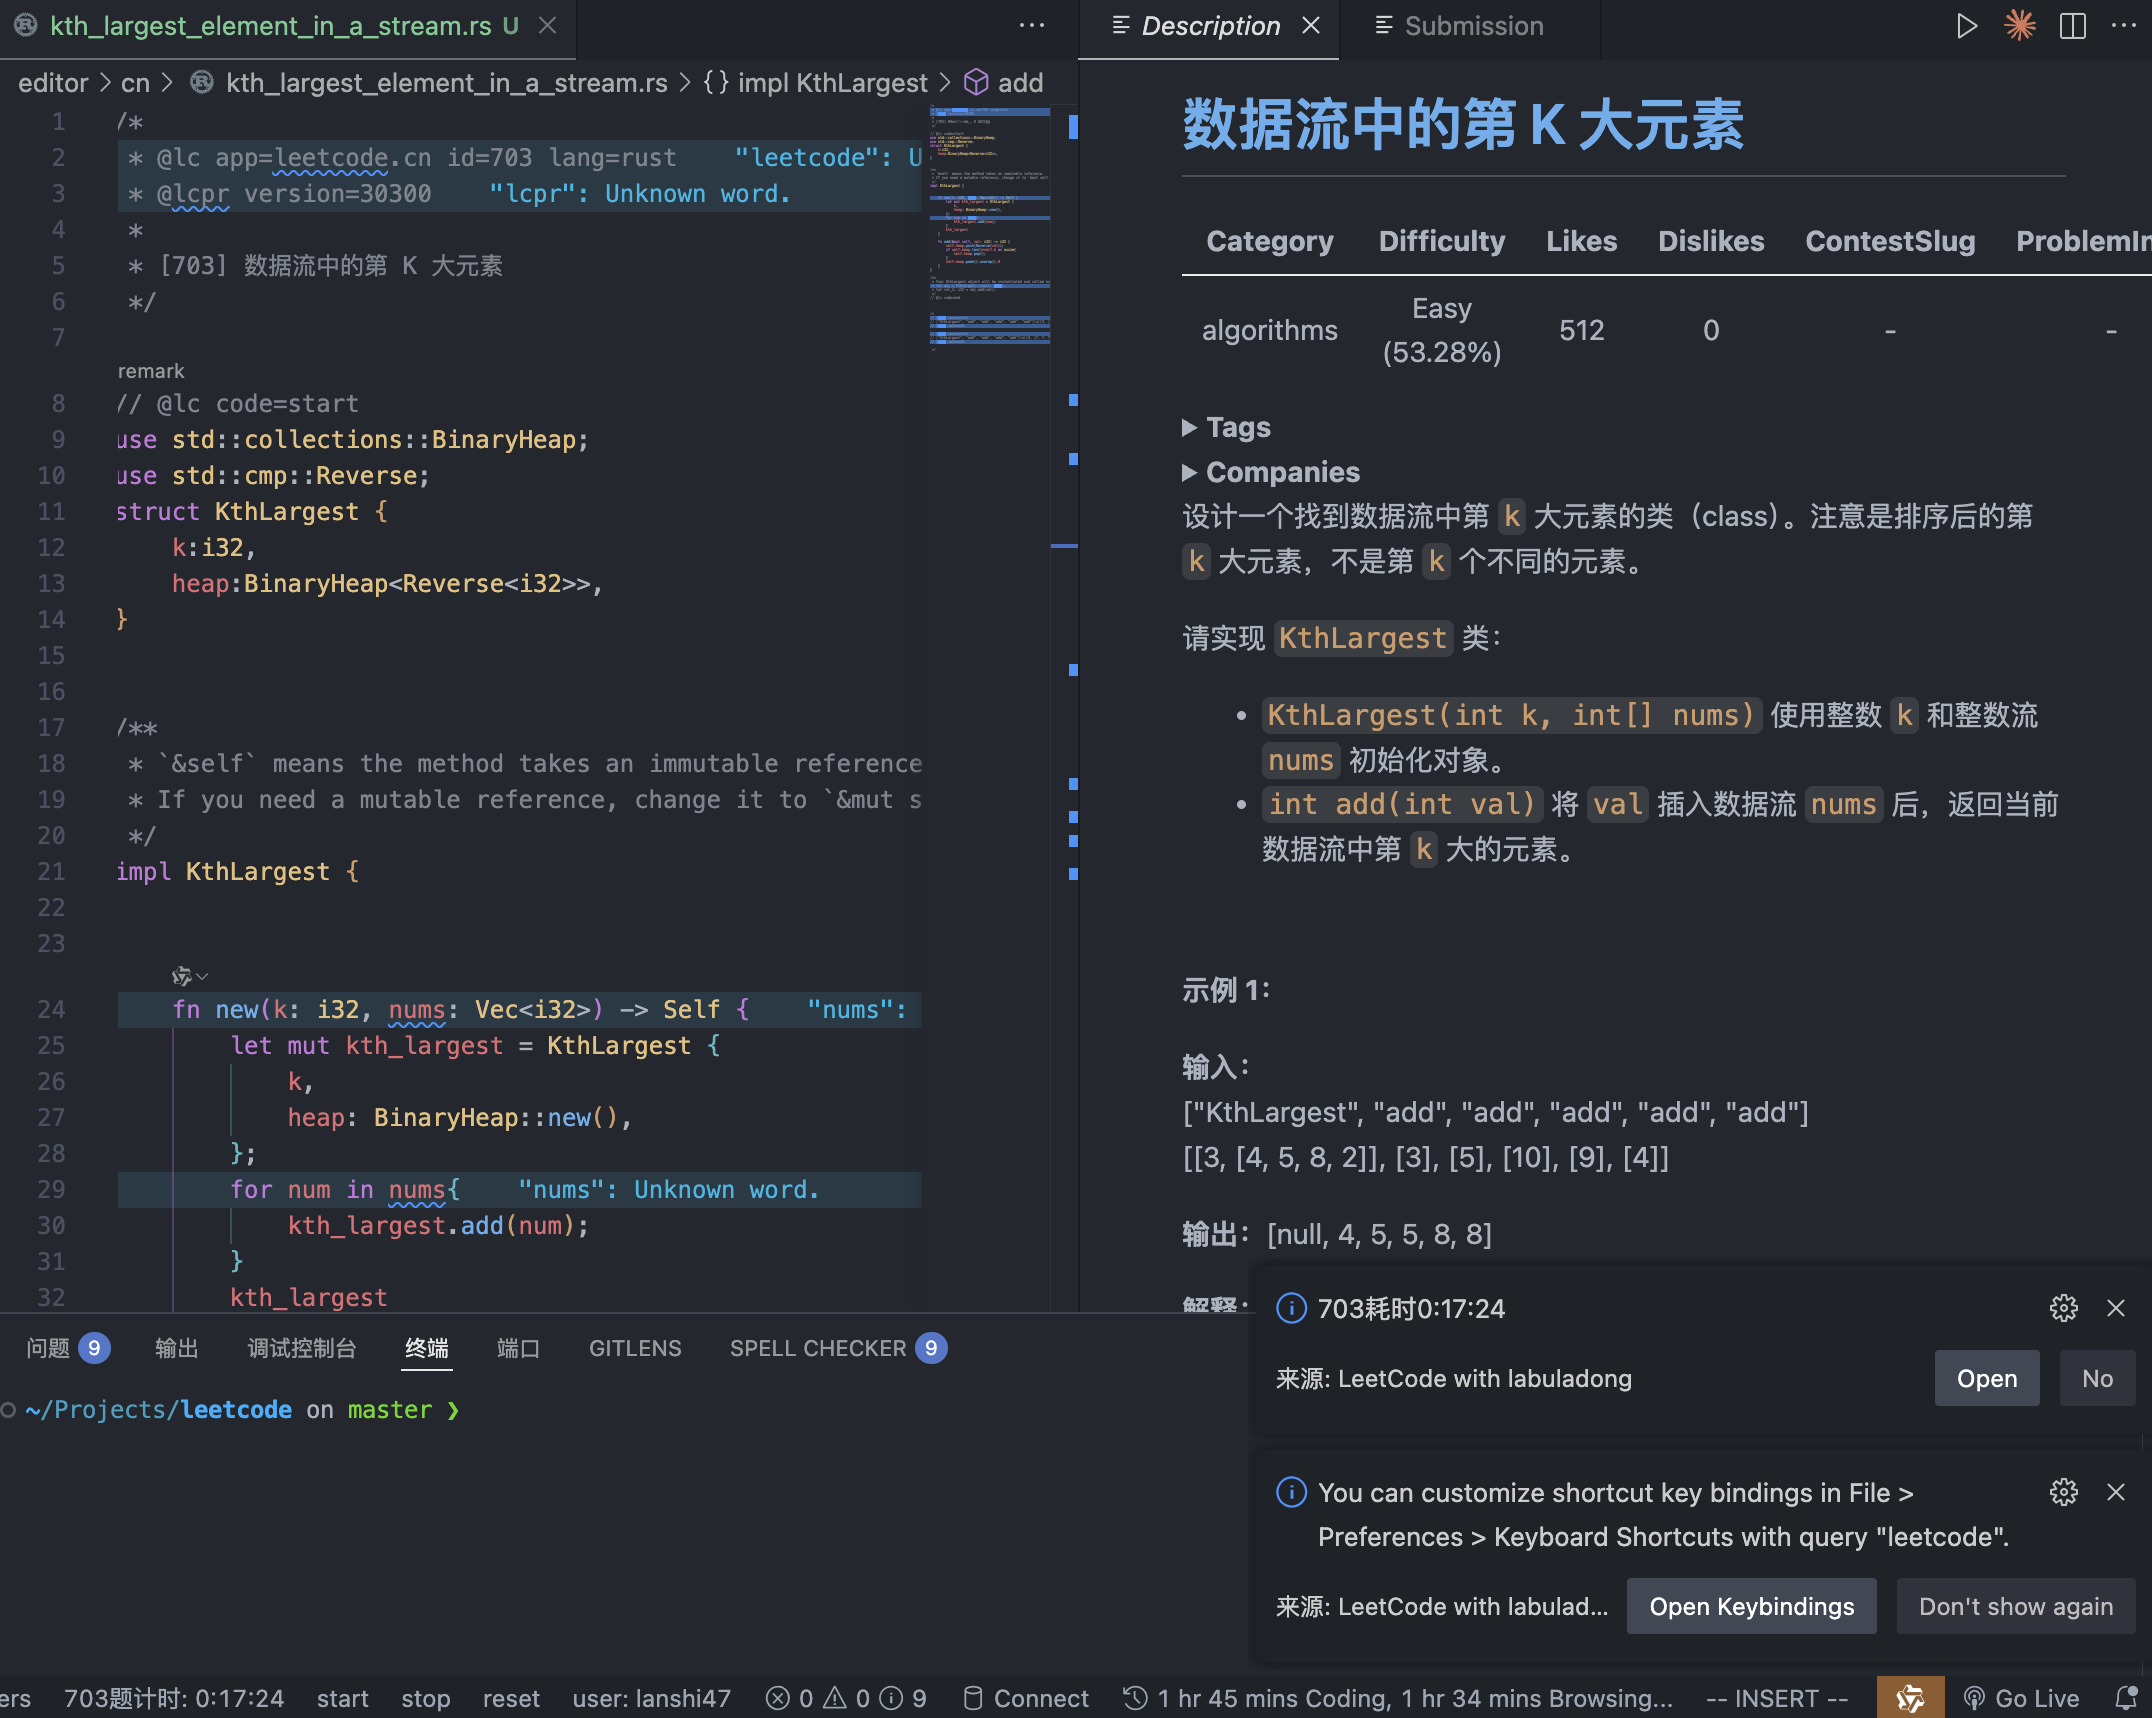 kth_largest_element_in_a_stream.rs U
editor > cn > kth_largest_element_in_a_stream.rs > {} impl KthLargest > add
1 /*
2 * @lc app=leetcode.cn id=703 lang=rust "leetcode": U
3 * @lcpr version=30300 "lcpr": Unknown word.
4 *
5 * [703] 数据流中的第 K 大元素
6 */
7
remark
8 // @lc code=start
9 use std::collections::BinaryHeap;
10 use std::cmp::Reverse;
11 struct KthLargest {
12 k:i32,
13 heap:BinaryHeap<Reverse<i32>>,
14 }
15
16
17 /**
18 * `&self` means the method takes an immutable reference
19 * If you need a mutable reference, change it to `&mut s
20 */
21 impl KthLargest {
22
23
24 fn new(k: i32, nums: Vec<i32>) -> Self { "nums":
25 let mut kth_largest = KthLargest {
26 k,
27 heap: BinaryHeap::new(),
28 };
29 for num in nums{ "nums": Unknown word.
30 kth_largest.add(num);
31 }
32 kth_largest
Description
Submission
数据流中的第 K 大元素
Category Difficulty Likes Dislikes ContestSlug ProblemIn
algorithms Easy (53.28%) 512 0 - -
Tags
Companies
设计一个找到数据流中第 k 大元素的类（class）。注意是排序后的第
k 大元素，不是第 k 个不同的元素。
请实现 KthLargest 类：
• KthLargest(int k, int[] nums) 使用整数 k 和整数流
nums 初始化对象。
• int add(int val) 将 val 插入数据流 nums 后，返回当前
数据流中第 k 大的元素。
示例 1：
输入：
["KthLargest", "add", "add", "add", "add", "add"]
[[3, [4, 5, 8, 2]], [3], [5], [10], [9], [4]]
输出：[null, 4, 5, 5, 8, 8]
解释：
问题 9 输出 调试控制台 终端 端口 GITLENS SPELL CHECKER 9
~/Projects/leetcode on master ❯
703耗时0:17:24
来源: LeetCode with labuladong
Open
No
You can customize shortcut key bindings in File >
Preferences > Keyboard Shortcuts with query "leetcode".
来源: LeetCode with labulad...
Open Keybindings
Don't show again
ers 703题计时: 0:17:24 start stop reset user: lanshi47 0 0 9 Connect 1 hr 45 mins Coding, 1 hr 34 mins Browsing... -- INSERT -- Go Live